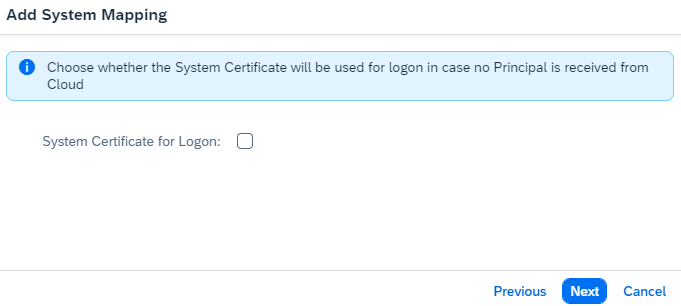 Add System Mapping
Choose whether the System Certificate will be used for logon in case no Principal is received from
Cloud
System Certificate for Logon:
Previous Next Cancel